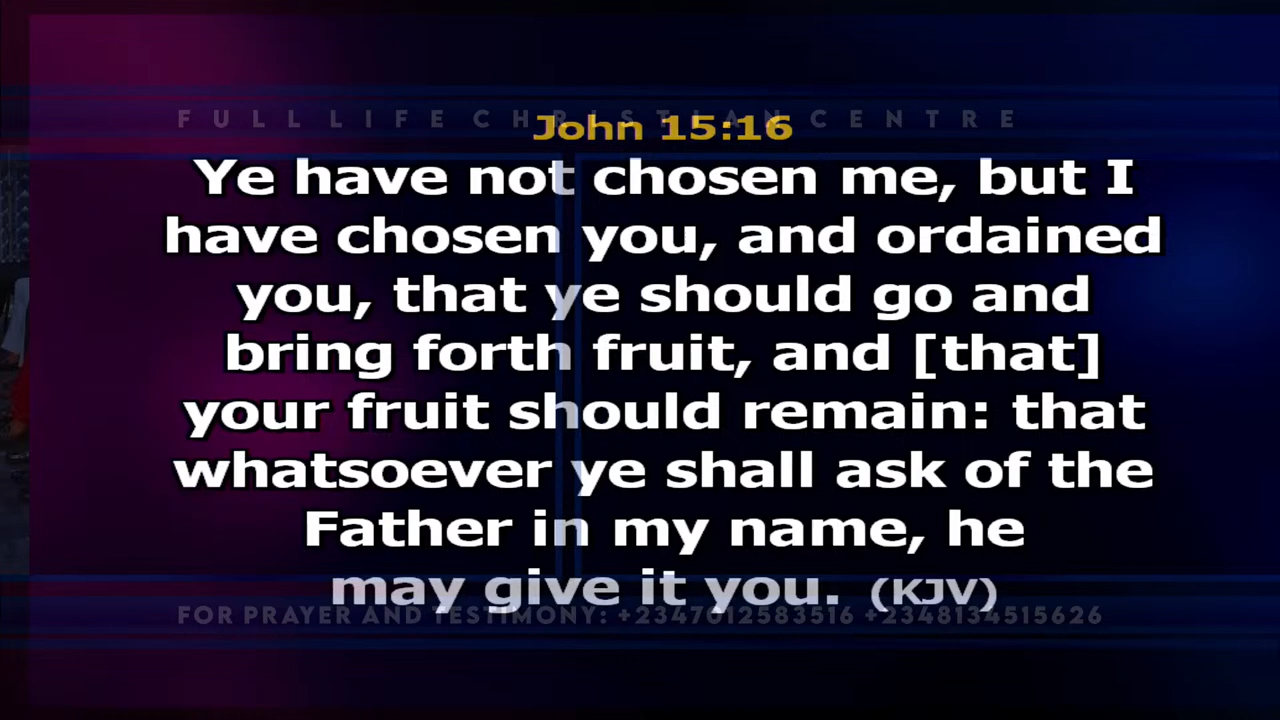 FULL LIFE CHRISTIAN CENTRE
John 15:16
Ye have not chosen me, but I
have chosen you, and ordained
you, that ye should go and
bring forth fruit, and [that]
your fruit should remain: that
whatsoever ye shall ask of the
Father in my name, he
may give it you. (KJV)
FOR PRAYER AND TESTIMONY: +2347012583516 +2348134515626